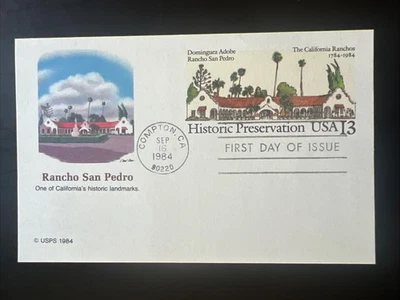 Dominguez Adobe
Rancho San Pedro
The California Ranchos
1784-1984
Historic Preservation USA 13
COMPTON, CA
SEP
16
1984
90220
FIRST DAY OF ISSUE
Rancho San Pedro
One of California's historic landmarks.
© USPS 1984